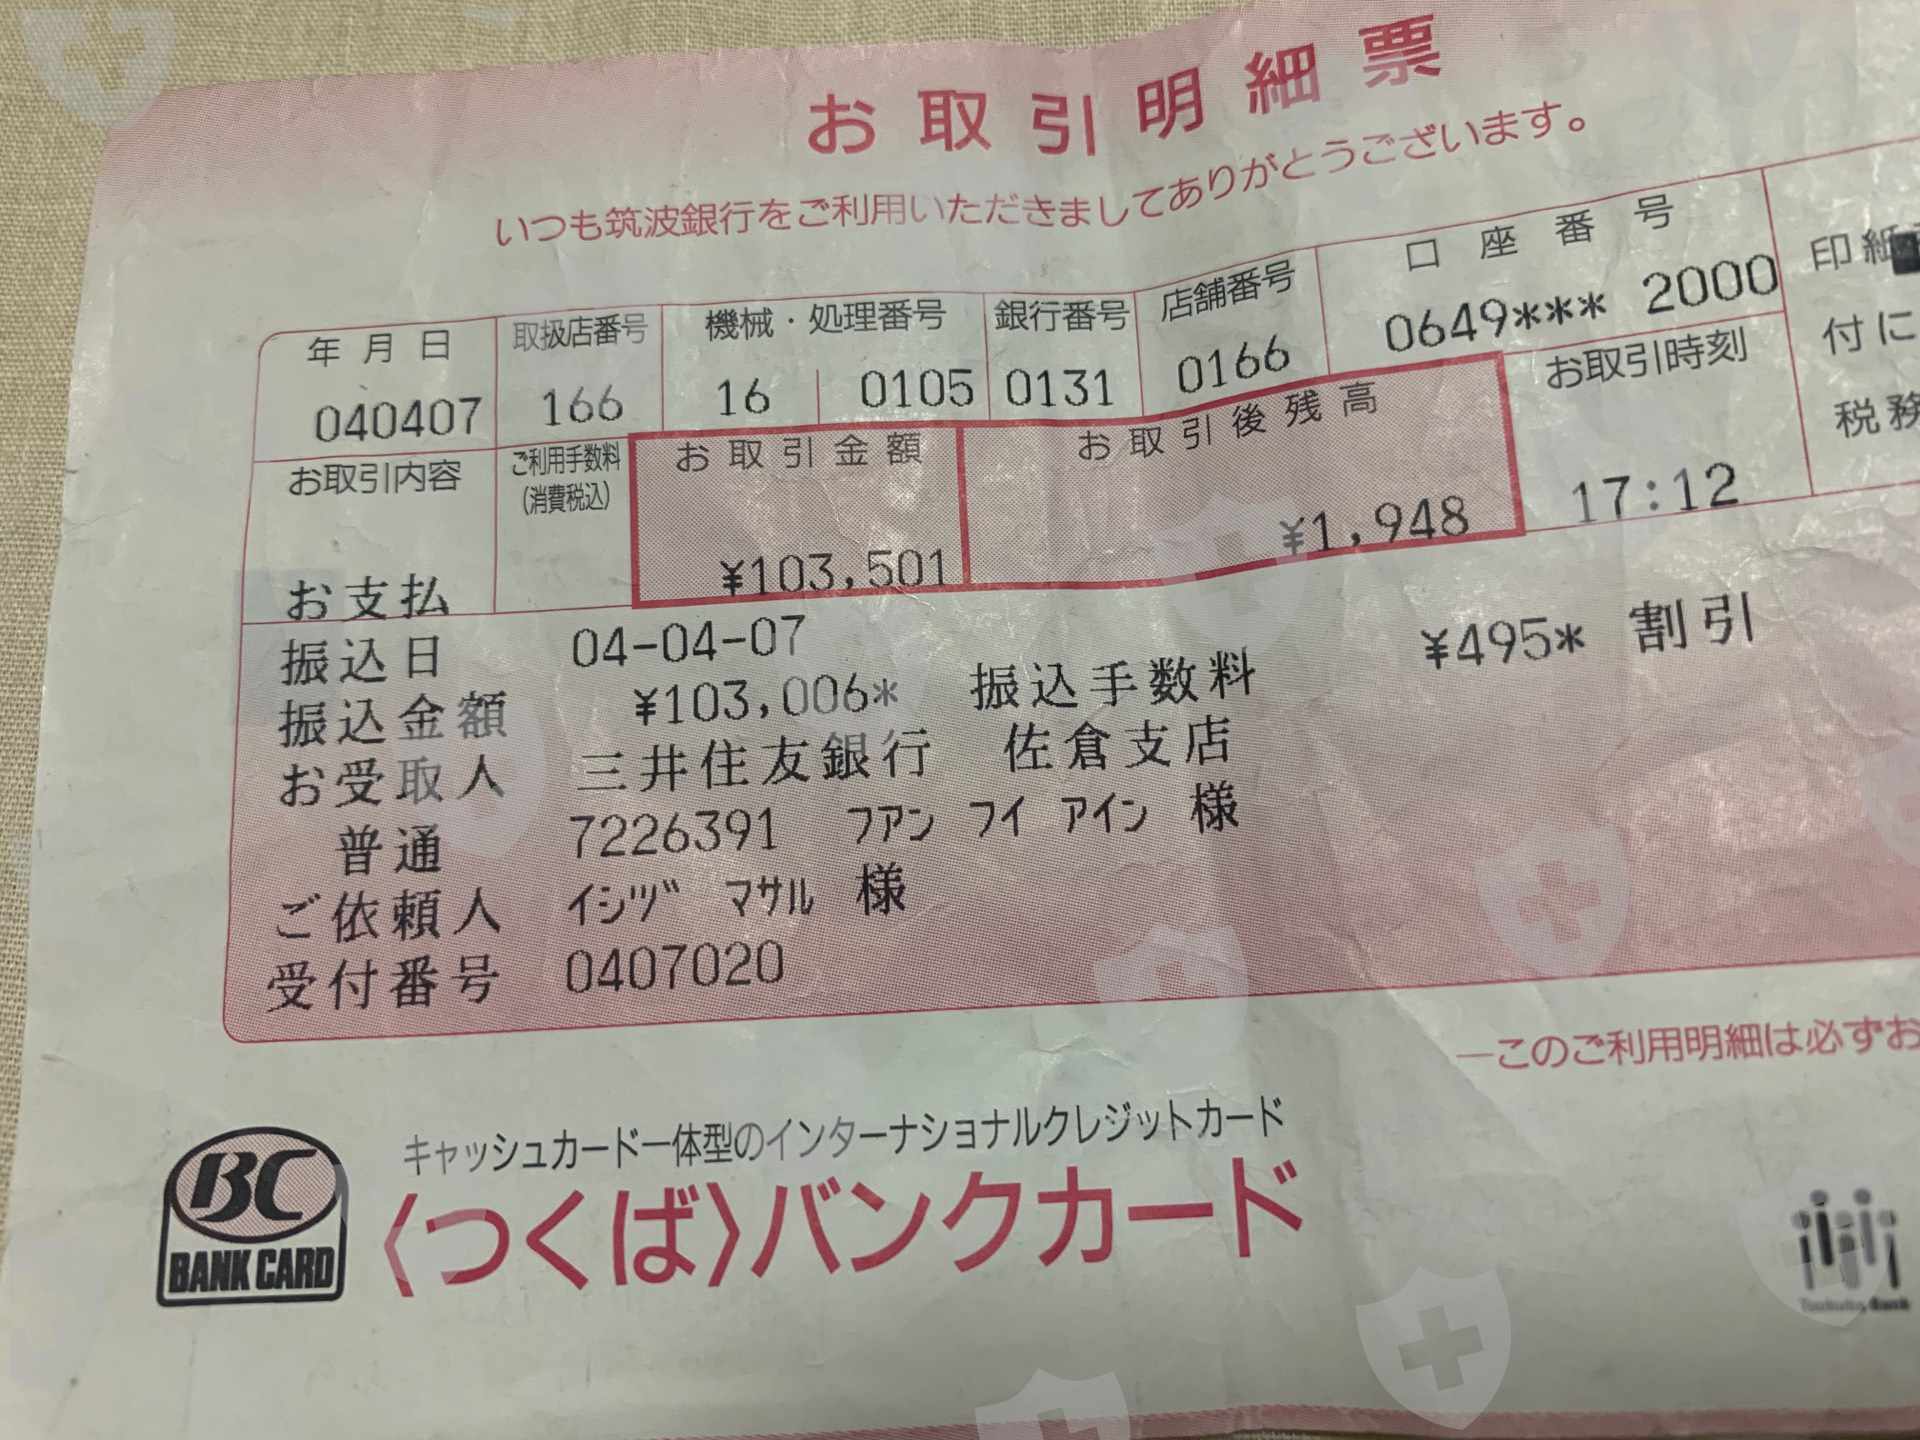 お取引明細票
いつも筑波銀行をご利用いただきましてありがとうございます。
年月日 取扱店番号 機械・処理番号 銀行番号 店舗番号 口座番号
040407 166 16 0105 0131 0166 0649*** 2000
お取引内容 ご利用手数料 お取引金額 お取引後残高 お取引時刻
(消費税込)
お支払 ¥103,501 ¥1,948 17:12
印紙
付に
税務
振込日 04-04-07
振込金額 ¥103,006* 振込手数料 ¥495* 割引
お受取人 三井住友銀行 佐倉支店
普通 7226391 フアン フイ アイン 様
ご依頼人 イシヅ マサル 様
受付番号 0407020
―このご利用明細は必ずお
BC
BANK CARD
キャッシュカード一体型のインターナショナルクレジットカード
〈つくば〉バンクカード
Tsukuba Bank